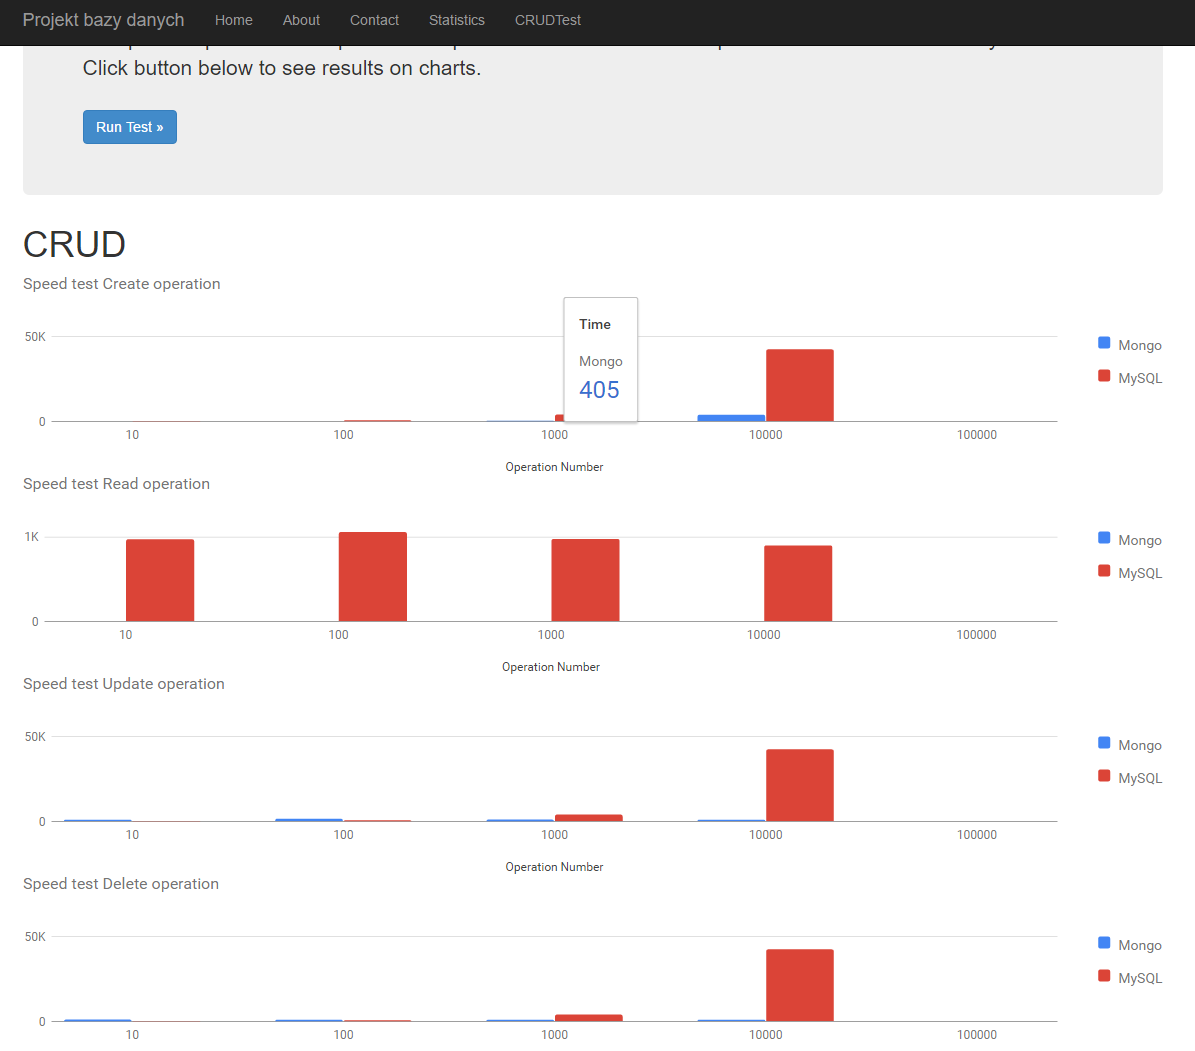 Projekt bazy danych Home About Contact Statistics CRUDTest
Click button below to see results on charts.
Run Test »
CRUD
Speed test Create operation
Time
Mongo
405
50K
0
10 100 1000 10000 100000
Operation Number
Mongo
MySQL
Speed test Read operation
1K
0
10 100 1000 10000 100000
Operation Number
Mongo
MySQL
Speed test Update operation
50K
0
10 100 1000 10000 100000
Operation Number
Mongo
MySQL
Speed test Delete operation
50K
0
10 100 1000 10000 100000
Mongo
MySQL